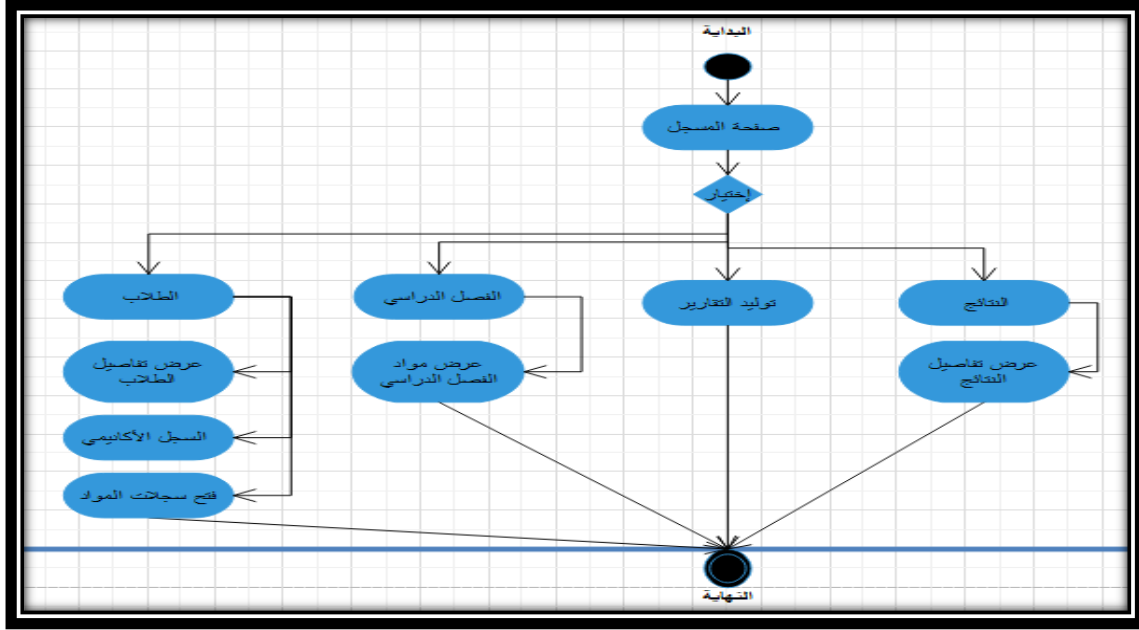 البداية
صفحة المسجل
إختيار
النتائج
توليد التقارير
الفصل الدراسي
الطلاب
عرض تفاصيل
النتائج
عرض مواد
الفصل الدراسي
عرض تفاصيل
الطلاب
السجل الأكاديمي
فتح سجلات المواد
النهاية